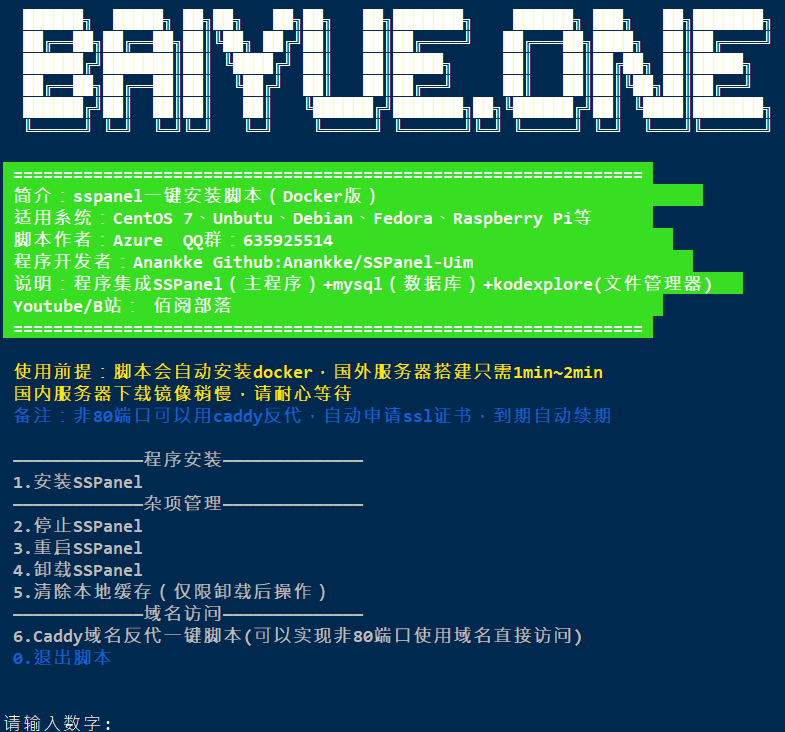 BAIYUE.ONE
============================================================
简介：sspanel一键安装脚本（Docker版）
适用系统：CentOS 7、Unbutu、Debian、Fedora、Raspberry Pi等
脚本作者：Azure  QQ群：635925514
程序开发者：Anankke Github:Anankke/SSPanel-Uim
说明：程序集成SSPanel（主程序）+mysql（数据库）+kodexplore(文件管理器)
Youtube/B站： 佰阅部落
============================================================
使用前提：脚本会自动安装docker，国外服务器搭建只需1min~2min
国内服务器下载镜像稍慢，请耐心等待
备注：非80端口可以用caddy反代，自动申请ssl证书，到期自动续期
—————————————程序安装——————————————
1.安装SSPanel
—————————————杂项管理——————————————
2.停止SSPanel
3.重启SSPanel
4.卸载SSPanel
5.清除本地缓存（仅限卸载后操作）
—————————————域名访问——————————————
6.Caddy域名反代一键脚本(可以实现非80端口使用域名直接访问)
0.退出脚本
请输入数字: